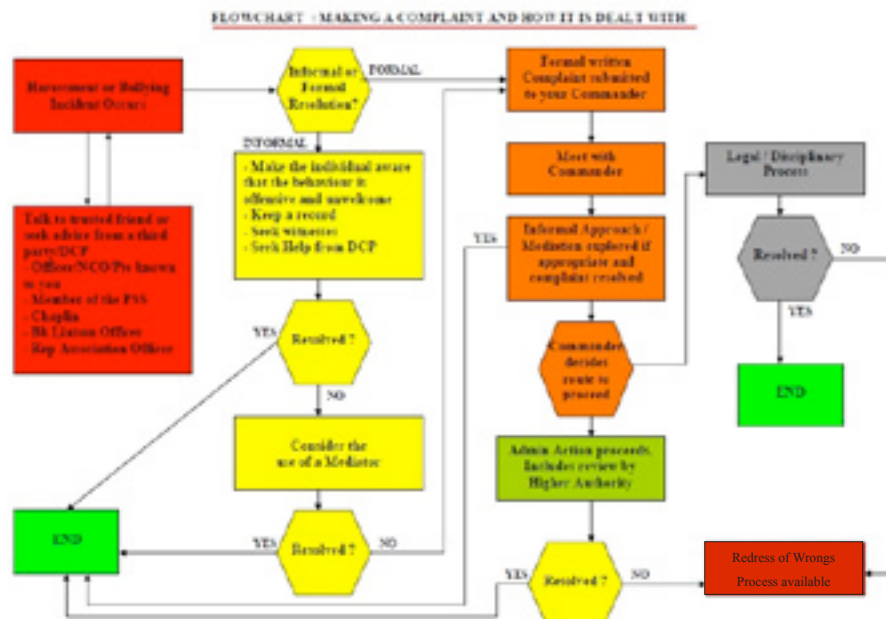 FLOWCHART - MAKING A COMPLAINT AND HOW IT IS DEALT WITH
Harassment or Bullying
Incident Occurs
Informal or
Formal
Resolution?
FORMAL
Formal written
Complaint submitted
to your Commander
INFORMAL
- Make the individual aware
that the behaviour is
offensive and unwelcome
- Keep a record
- Seek witnesses
- Seek Help from DCP
Meet with
Commander
Legal / Disciplinary
Process
Talk to trusted friend or
seek advice from a third
party/DCP
- Officer/NCO/Pte known
to you
- Member of the PSS
- Chaplin
- Liaison Officer
- Rep Association Officer
YES
Informal Approach /
Mediation explored if
appropriate and
complaint resolved
Resolved ?
NO
YES
YES
Resolved ?
NO
Commander
decides
route to
proceed
END
Consider the
use of a Mediator
Admin Action proceeds.
Includes review by
Higher Authority
END
YES
Resolved ?
NO
YES
Resolved ?
NO
Redress of Wrongs
Process available